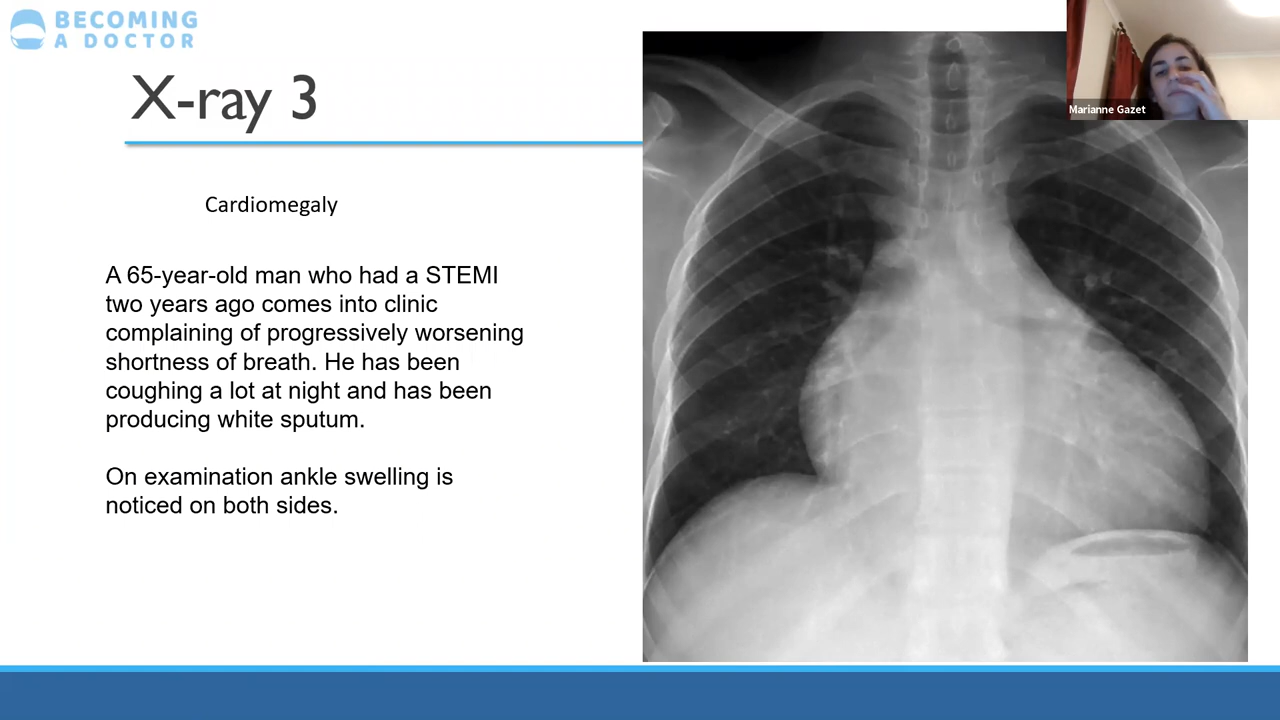 BECOMING
A DOCTOR
X-ray 3
Marianne Gazet
Cardiomegaly
A 65-year-old man who had a STEMI
two years ago comes into clinic
complaining of progressively worsening
shortness of breath. He has been
coughing a lot at night and has been
producing white sputum.
On examination ankle swelling is
noticed on both sides.